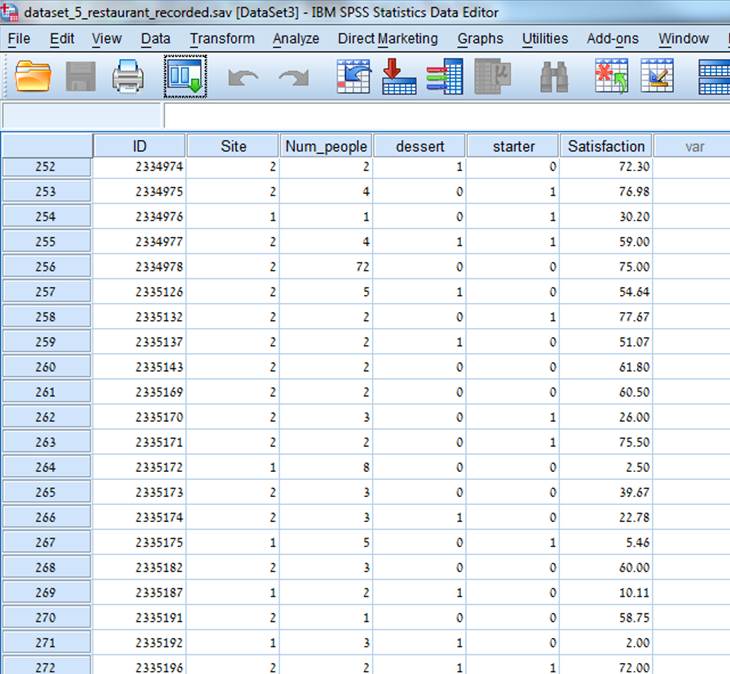 dataset_5_restaurant_recorded.sav [DataSet3] - IBM SPSS Statistics Data Editor
File Edit View Data Transform Analyze Direct Marketing Graphs Utilities Add-ons Window
ID Site Num_people dessert starter Satisfaction var
252 2334974 2 2 1 0 72.30
253 2334975 2 4 0 1 76.98
254 2334976 1 1 0 1 30.20
255 2334977 2 4 1 1 59.00
256 2334978 2 72 0 0 75.00
257 2335126 2 5 1 0 54.64
258 2335132 2 2 0 1 77.67
259 2335137 2 2 1 0 51.07
260 2335143 2 2 0 0 61.80
261 2335169 2 2 0 0 60.50
262 2335170 2 3 0 1 26.00
263 2335171 2 2 0 1 75.50
264 2335172 1 8 0 0 2.50
265 2335173 2 3 0 0 39.67
266 2335174 2 3 1 0 22.78
267 2335175 1 5 0 1 5.46
268 2335182 2 3 0 0 60.00
269 2335187 1 2 1 0 10.11
270 2335191 2 1 0 0 58.75
271 2335192 1 3 1 0 2.00
272 2335196 2 2 1 1 72.00